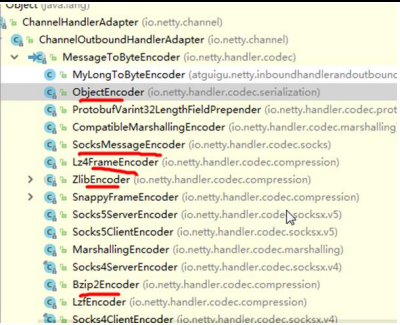 Object (java.lang)
ChannelHandlerAdapter (io.netty.channel)
ChannelOutboundHandlerAdapter (io.netty.channel)
MessageToByteEncoder (io.netty.handler.codec)
MyLongToByteEncoder (atguigu.netty.inboundhandlerandoutbounc
ObjectEncoder (io.netty.handler.codec.serialization)
ProtobufVarint32LengthFieldPrepender (io.netty.handler.codec.prot
CompatibleMarshallingEncoder (io.netty.handler.codec.marshalling
SocksMessageEncoder (io.netty.handler.codec.socks)
Lz4FrameEncoder (io.netty.handler.codec.compression)
ZlibEncoder (io.netty.handler.codec.compression)
SnappyFrameEncoder (io.netty.handler.codec.compression)
Socks5ServerEncoder (io.netty.handler.codec.socksx.v5)
Socks5ClientEncoder (io.netty.handler.codec.socksx.v5)
MarshallingEncoder (io.netty.handler.codec.marshalling)
Socks4ServerEncoder (io.netty.handler.codec.socksx.v4)
Bzip2Encoder (io.netty.handler.codec.compression)
LzfEncoder (io.netty.handler.codec.compression)
Socks4ClientEncoder (io.netty.handler.codec.socksx.v4)